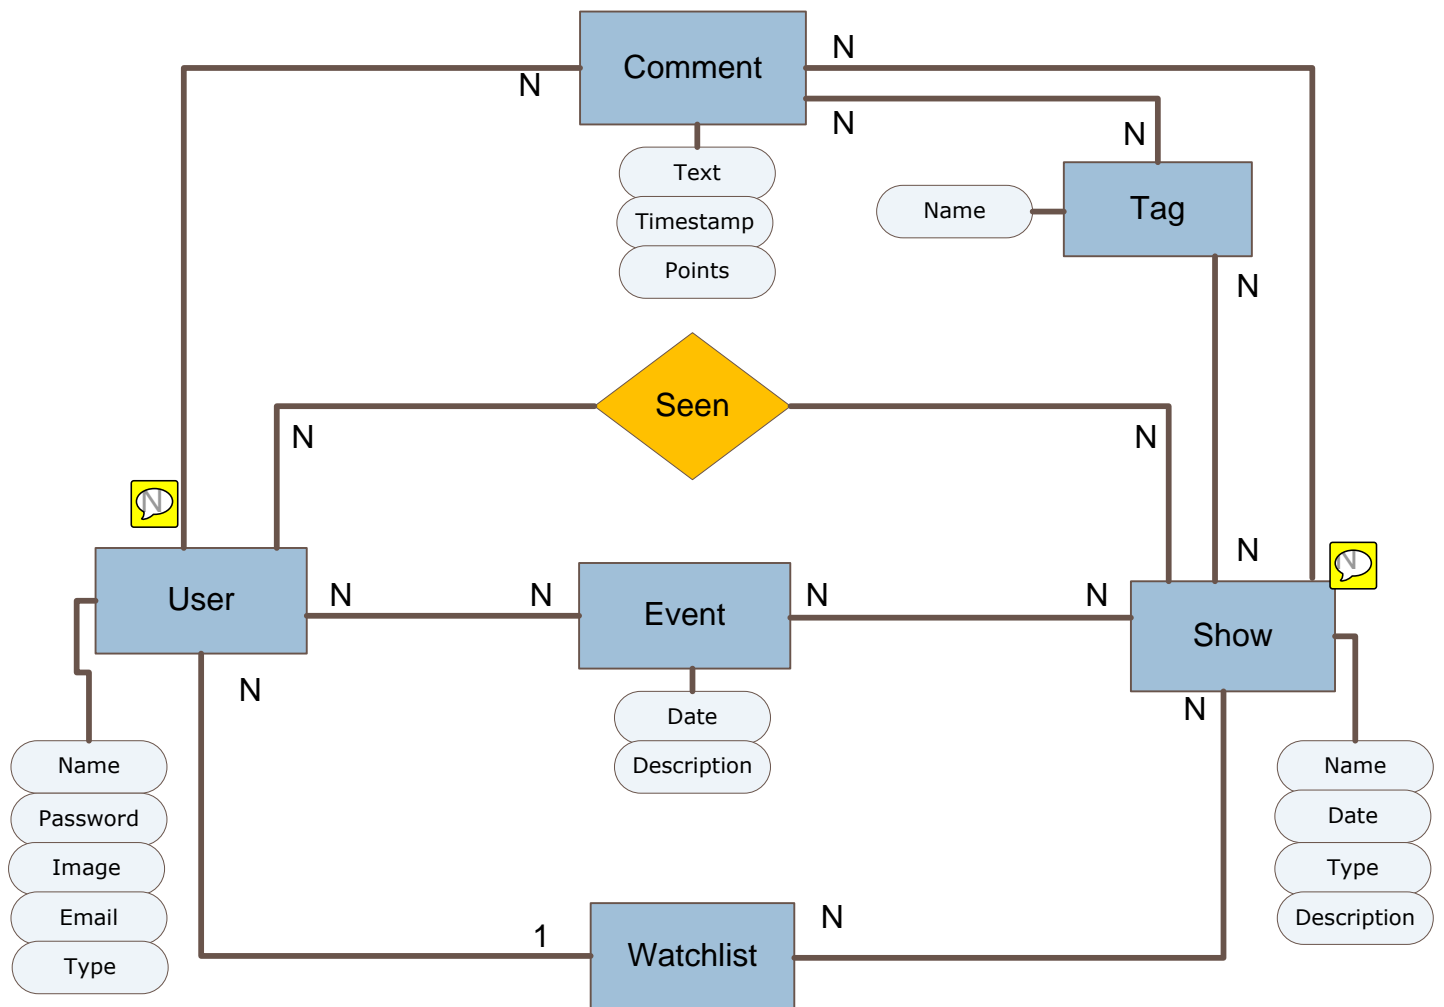 Comment
N
N
N
N
Text
Timestamp
Points
Name
Tag
N
Seen
N
N
N
N
N
User
N
N
Event
N
N
Show
N
N
N
Date
Description
Name
Password
Image
Email
Type
Name
Date
Type
Description
1
Watchlist
N